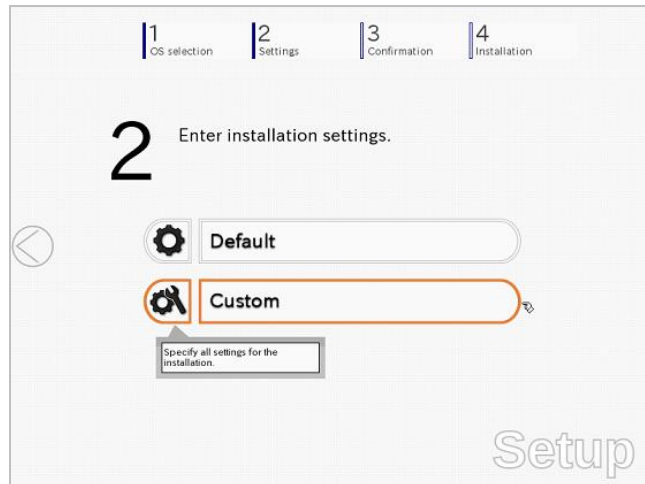 1
OS selection
2
Settings
3
Confirmation
4
Installation
2
Enter installation settings.
Default
Custom
Specify all settings for the
installation.
Setup